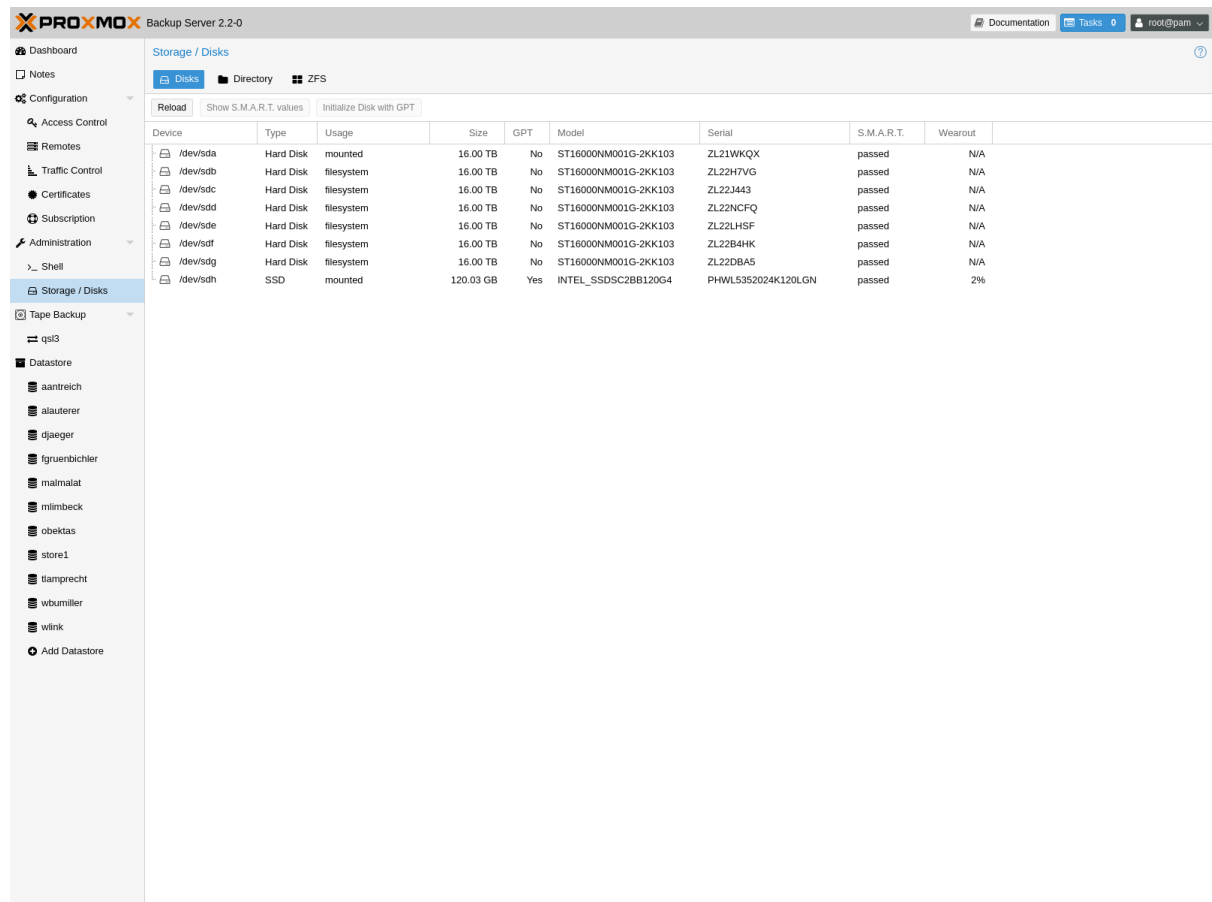 PROXMOX Backup Server 2.2-0 Documentation Tasks 0 root@pam
Dashboard
Notes
Configuration
Access Control
Remotes
Traffic Control
Certificates
Subscription
Administration
Shell
Storage / Disks
Tape Backup
qsl3
Datastore
aantreich
alauterer
djaeger
fgruenbichler
malmalat
mlimbeck
obektas
store1
tlamprecht
wbumiller
wlink
Add Datastore
Storage / Disks
Disks Directory ZFS
Reload Show S.M.A.R.T. values Initialize Disk with GPT
Device Type Usage Size GPT Model Serial S.M.A.R.T. Wearout
/dev/sda Hard Disk mounted 16.00 TB No ST16000NM001G-2KK103 ZL21WKQX passed N/A
/dev/sdb Hard Disk filesystem 16.00 TB No ST16000NM001G-2KK103 ZL22H7VG passed N/A
/dev/sdc Hard Disk filesystem 16.00 TB No ST16000NM001G-2KK103 ZL22J443 passed N/A
/dev/sdd Hard Disk filesystem 16.00 TB No ST16000NM001G-2KK103 ZL22NCFQ passed N/A
/dev/sde Hard Disk filesystem 16.00 TB No ST16000NM001G-2KK103 ZL22LHSF passed N/A
/dev/sdf Hard Disk filesystem 16.00 TB No ST16000NM001G-2KK103 ZL22B4HK passed N/A
/dev/sdg Hard Disk filesystem 16.00 TB No ST16000NM001G-2KK103 ZL22DBA5 passed N/A
/dev/sdh SSD mounted 120.03 GB Yes INTEL_SSDSC2BB120G4 PHWL5352024K120LGN passed 2%